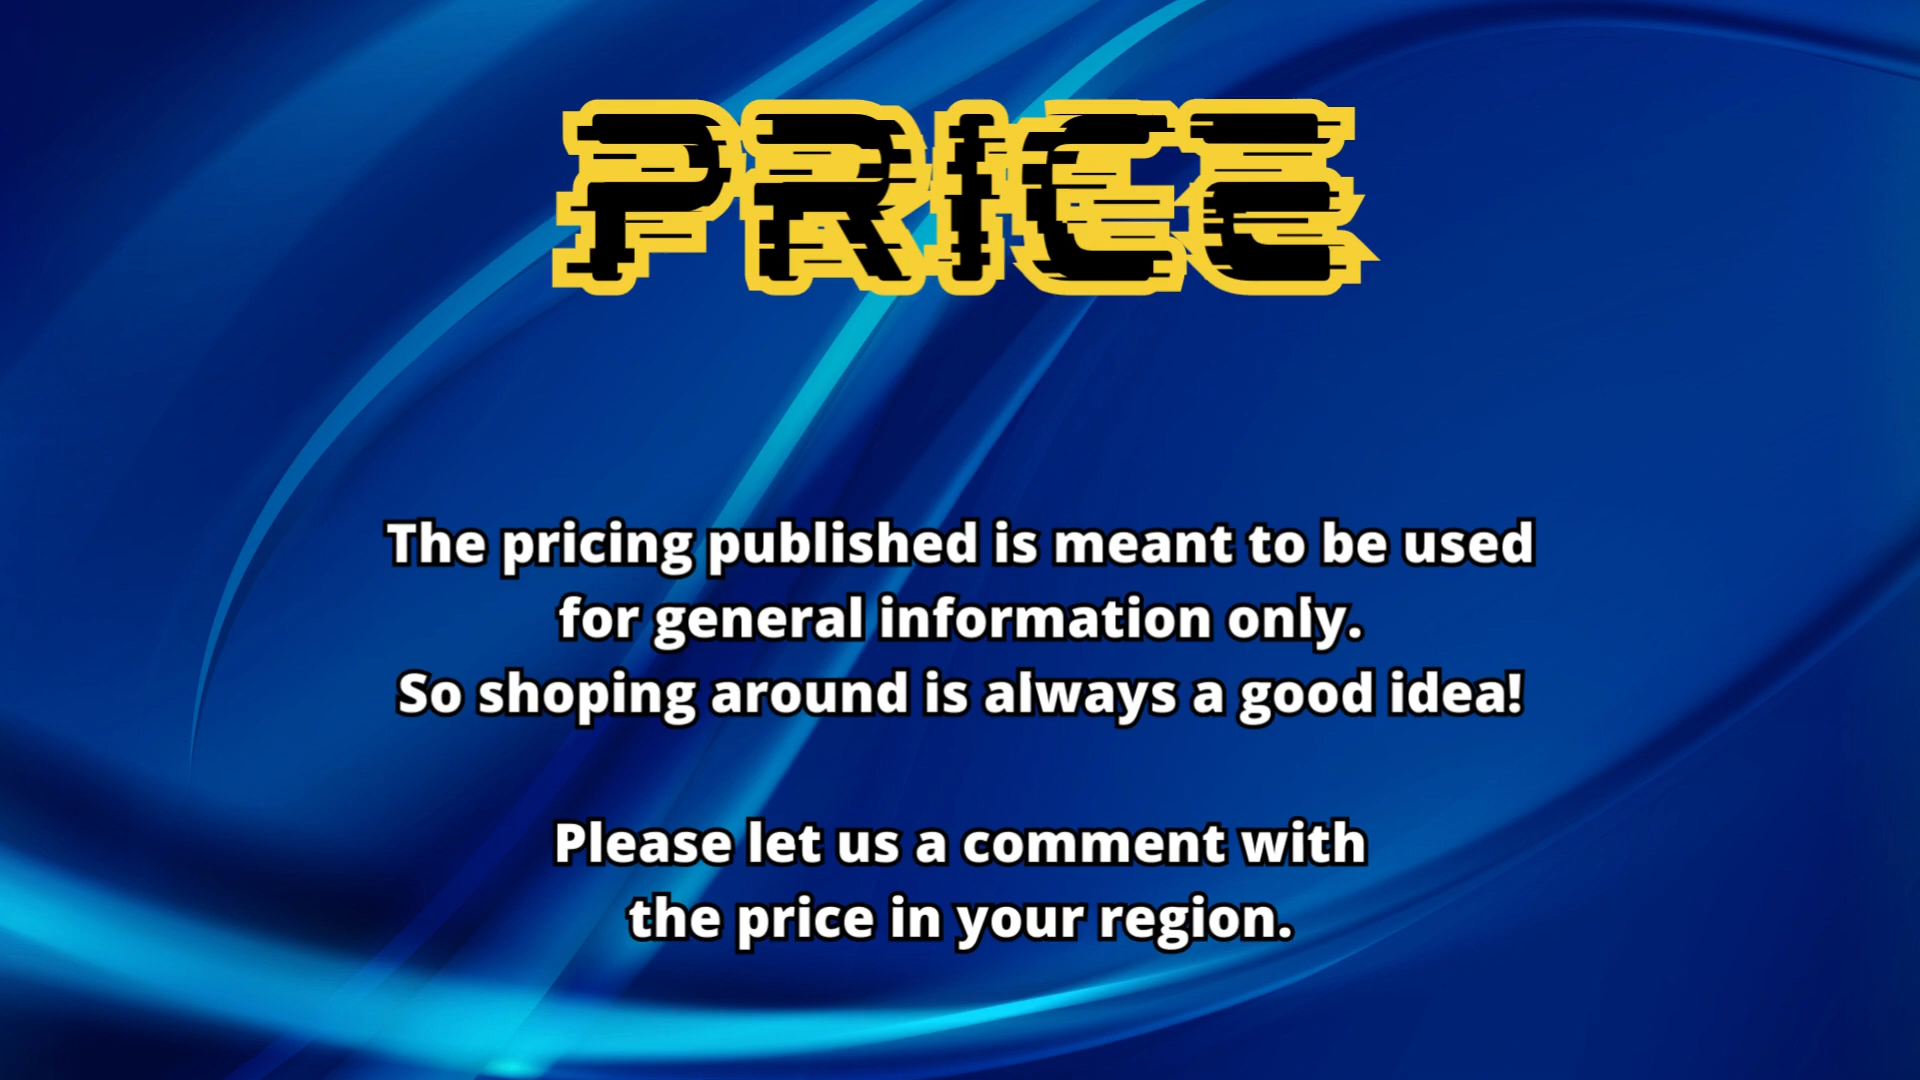 PRICE
The pricing published is meant to be used
for general information only.
So shoping around is always a good idea!
Please let us a comment with
the price in your region.